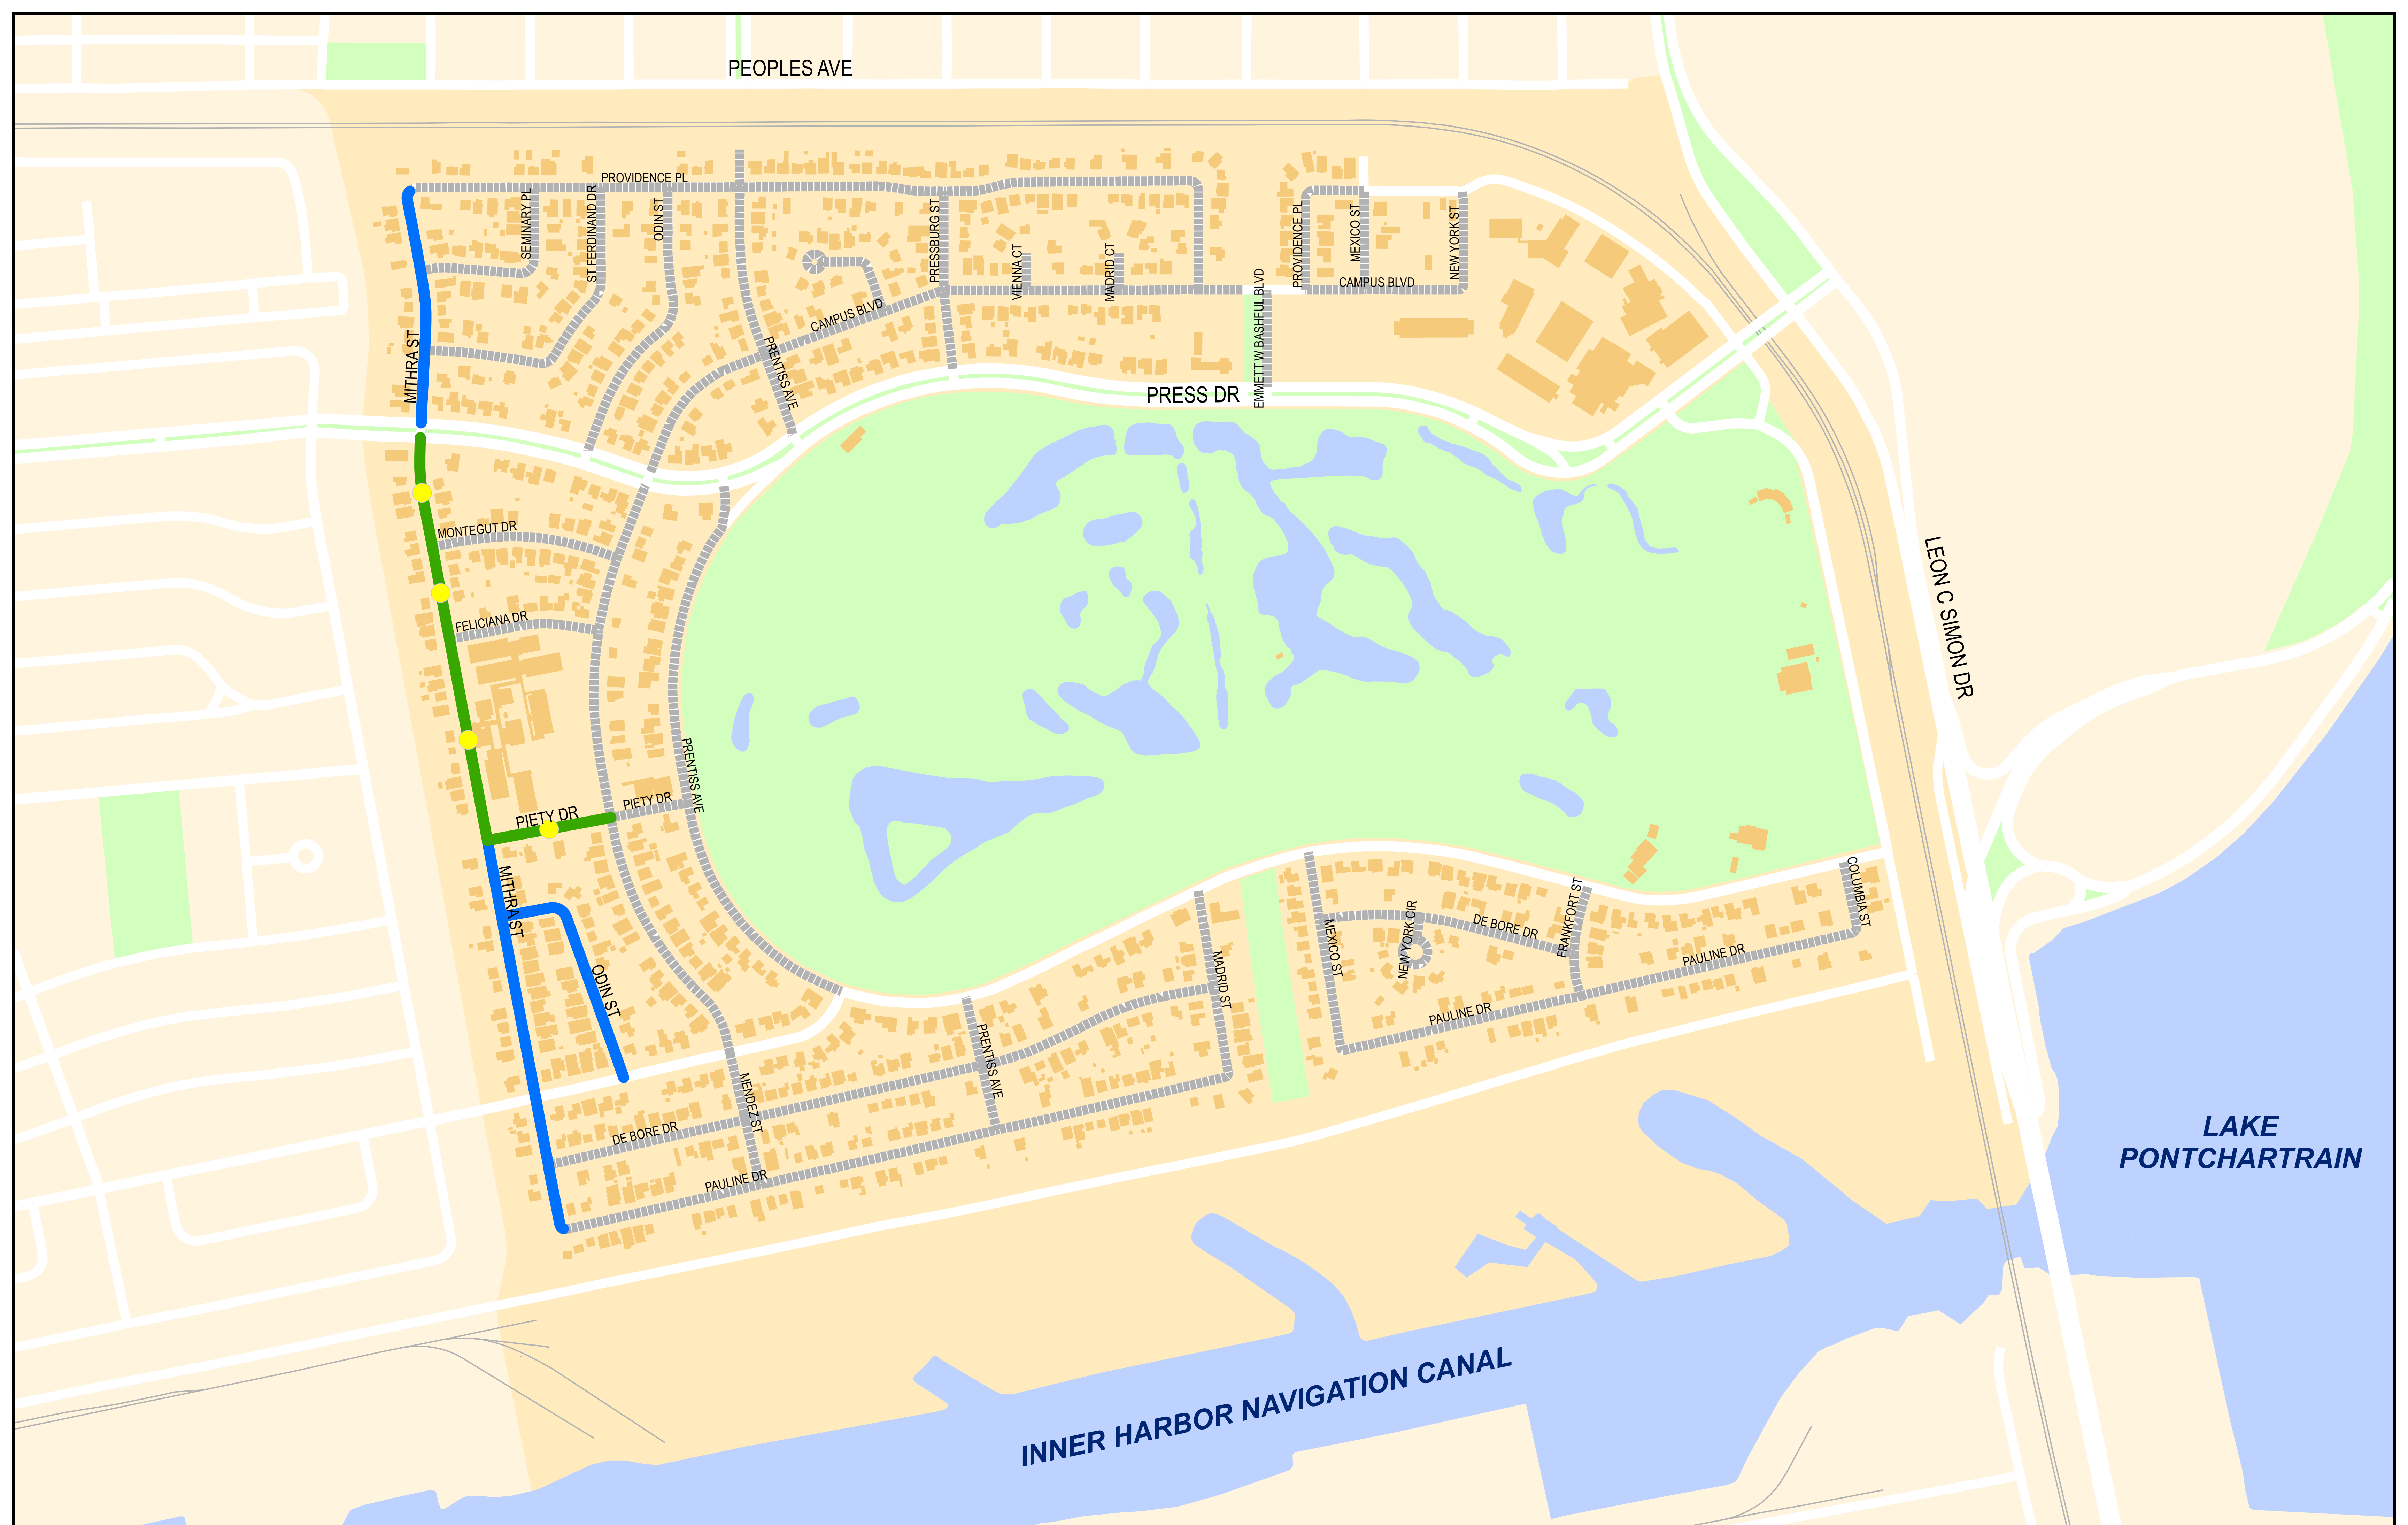 PEOPLES AVE
PROVIDENCE PL
SEMINARY PL
ST FERDINAND DR
ODIN ST
PRESSBURG ST
VIENNA CT
MADRID CT
PROVIDENCE PL
MEXICO ST
NEW YORK ST
CAMPUS BLVD
CAMPUS BLVD
EMMETT W BASHFUL BLVD
MITHRA ST
PRENTISS AVE
PRESS DR
MONTEGUT DR
FELICIANA DR
LEON C SIMON DR
PRENTISS AVE
PIETY DR
PIETY DR
MITHRA ST
ODIN ST
COLUMBIA ST
FRANKFORT ST
NEW YORK CIR
DE BORE DR
MEXICO ST
MADRID ST
PAULINE DR
PAULINE DR
PRENTISS AVE
MENDEZ ST
DE BORE DR
PAULINE DR
LAKE
PONTCHARTRAIN
INNER HARBOR NAVIGATION CANAL